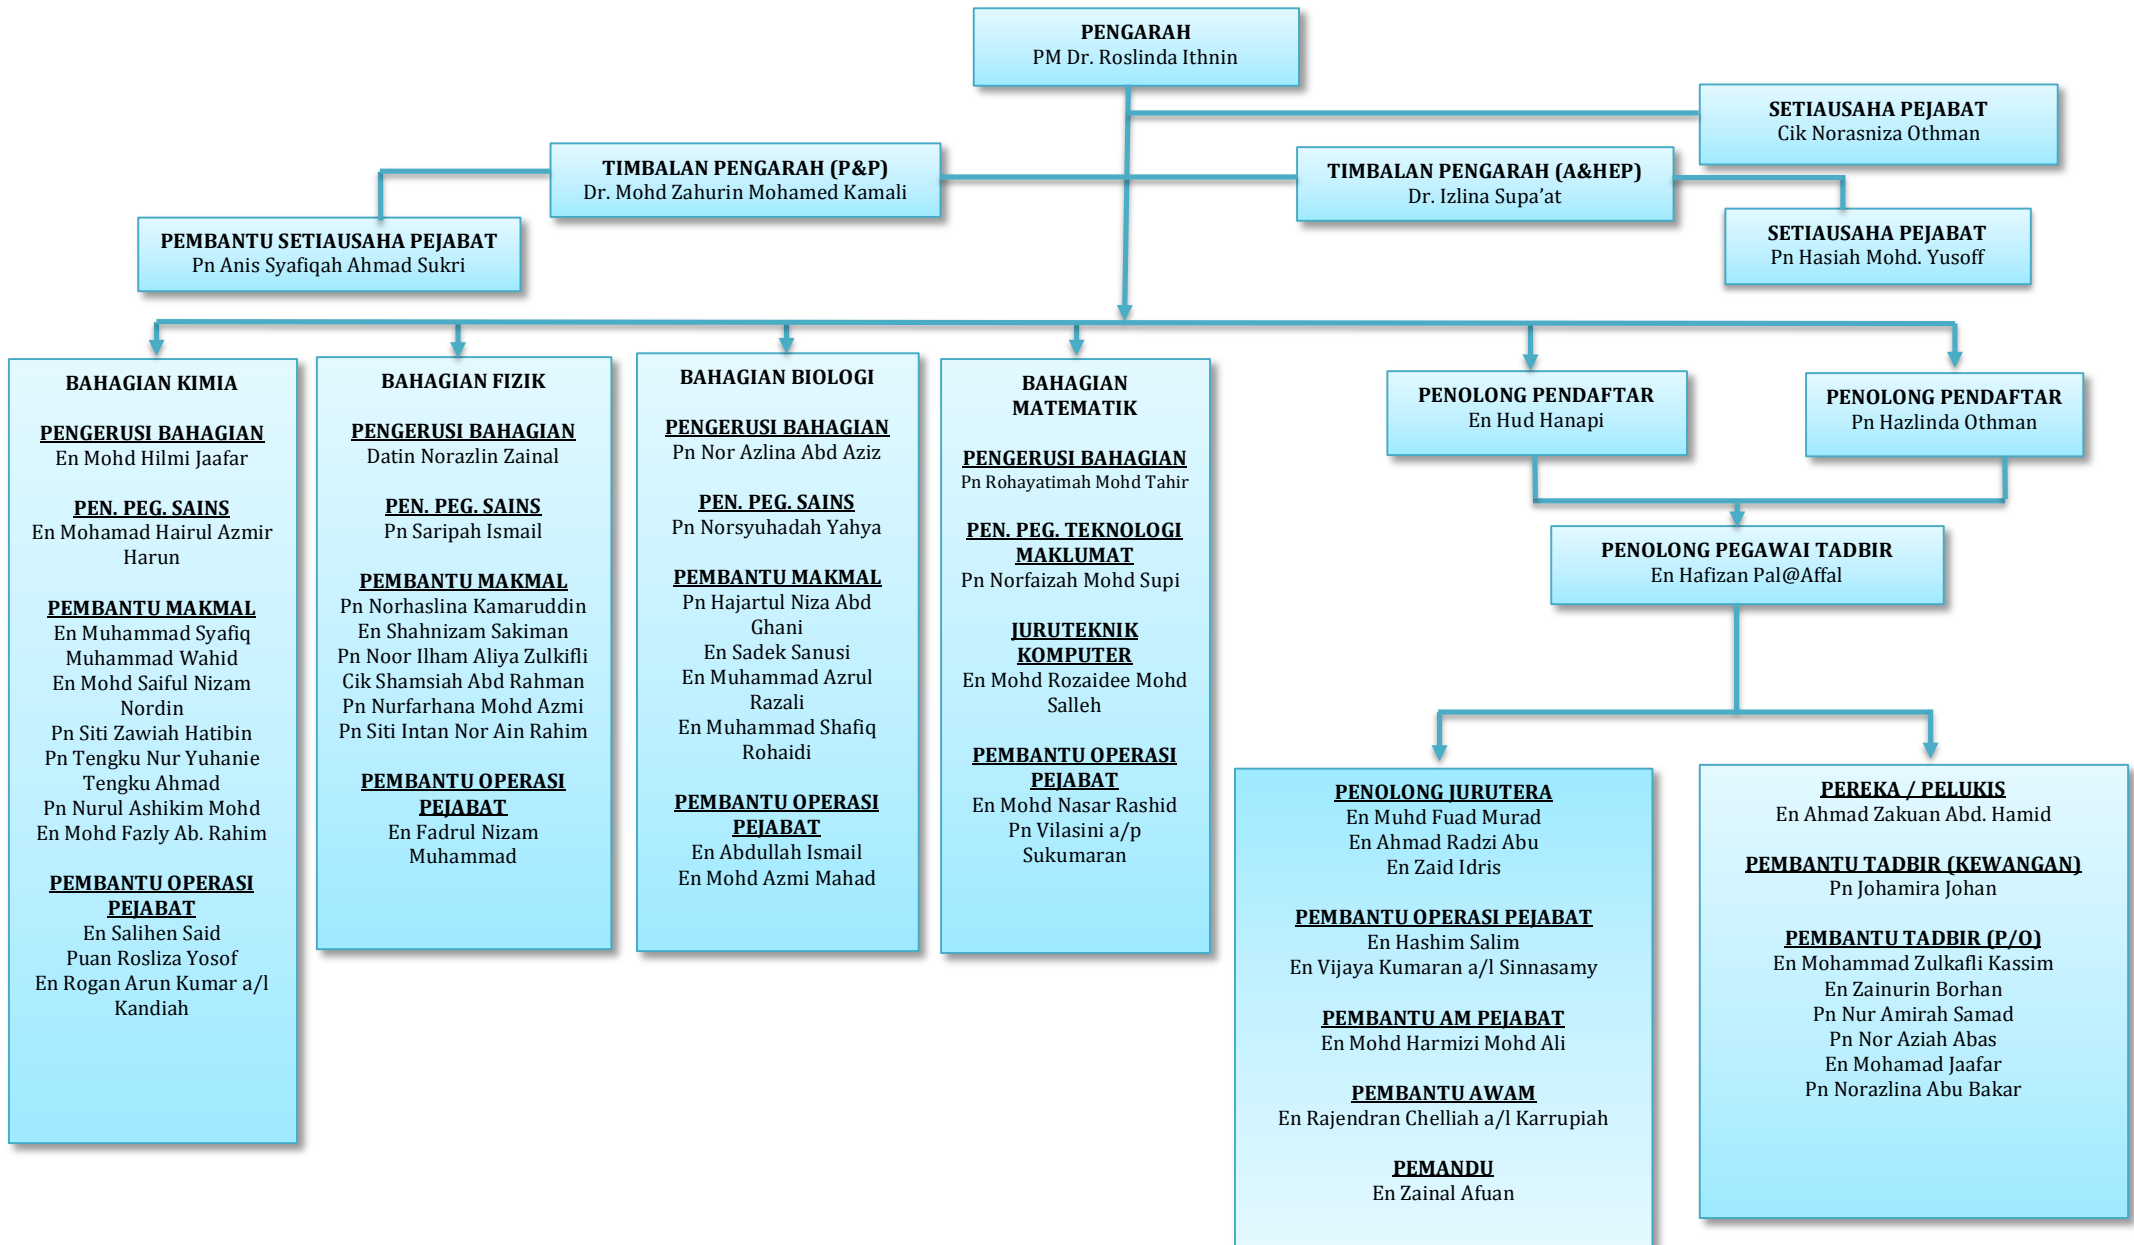 PENGARAH
PM Dr. Roslinda Ithnin
SETIAUSAHA PEJABAT
Cik Norasniza Othman
TIMBALAN PENGARAH (P&P)
Dr. Mohd Zahurin Mohamed Kamali
TIMBALAN PENGARAH (A&HEP)
Dr. Izlina Supa’at
PEMBANTU SETIAUSAHA PEJABAT
Pn Anis Syafiqah Ahmad Sukri
SETIAUSAHA PEJABAT
Pn Hasiah Mohd. Yusoff
BAHAGIAN KIMIA
PENGERUSI BAHAGIAN
En Mohd Hilmi Jaafar
PEN. PEG. SAINS
En Mohamad Hairul Azmir
Harun
PEMBANTU MAKMAL
En Muhammad Syafiq
Muhammad Wahid
En Mohd Saiful Nizam
Nordin
Pn Siti Zawiah Hatibin
Pn Tengku Nur Yuhanie
Tengku Ahmad
Pn Nurul Ashikim Mohd
En Mohd Fazly Ab. Rahim
PEMBANTU OPERASI
PEJABAT
En Salihen Said
Puan Rosliza Yosof
En Rogan Arun Kumar a/l
Kandiah
BAHAGIAN FIZIK
PENGERUSI BAHAGIAN
Datin Norazlin Zainal
PEN. PEG. SAINS
Pn Saripah Ismail
PEMBANTU MAKMAL
Pn Norhaslina Kamaruddin
En Shahnizam Sakiman
Pn Noor Ilham Aliya Zulkifli
Cik Shamsiah Abd Rahman
Pn Nurfarhana Mohd Azmi
Pn Siti Intan Nor Ain Rahim
PEMBANTU OPERASI
PEJABAT
En Fadrul Nizam
Muhammad
BAHAGIAN BIOLOGI
PENGERUSI BAHAGIAN
Pn Nor Azlina Abd Aziz
PEN. PEG. SAINS
Pn Norsyuhadah Yahya
PEMBANTU MAKMAL
Pn Hajartul Niza Abd
Ghani
En Sadek Sanusi
En Muhammad Azrul
Razali
En Muhammad Shafiq
Rohaidi
PEMBANTU OPERASI
PEJABAT
En Abdullah Ismail
En Mohd Azmi Mahad
BAHAGIAN
MATEMATIK
PENGERUSI BAHAGIAN
Pn Rohayatimah Mohd Tahir
PEN. PEG. TEKNOLOGI
MAKLUMAT
Pn Norfaizah Mohd Supi
JURUTEKNIK
KOMPUTER
En Mohd Rozaidee Mohd
Salleh
PEMBANTU OPERASI
PEJABAT
En Mohd Nasar Rashid
Pn Vilasini a/p
Sukumaran
PENOLONG PENDAFTAR
En Hud Hanapi
PENOLONG PENDAFTAR
Pn Hazlinda Othman
PENOLONG PEGAWAI TADBIR
En Hafizan Pal@Affal
PENOLONG JURUTERA
En Muhd Fuad Murad
En Ahmad Radzi Abu
En Zaid Idris
PEMBANTU OPERASI PEJABAT
En Hashim Salim
En Vijaya Kumaran a/l Sinnasamy
PEMBANTU AM PEJABAT
En Mohd Harmizi Mohd Ali
PEMBANTU AWAM
En Rajendran Chelliah a/l Karrupiah
PEMANDU
En Zainal Afuan
PEREKA / PELUKIS
En Ahmad Zakuan Abd. Hamid
PEMBANTU TADBIR (KEWANGAN)
Pn Johamira Johan
PEMBANTU TADBIR (P/O)
En Mohammad Zulkafli Kassim
En Zainurin Borhan
Pn Nur Amirah Samad
Pn Nor Aziah Abas
En Mohamad Jaafar
Pn Norazlina Abu Bakar